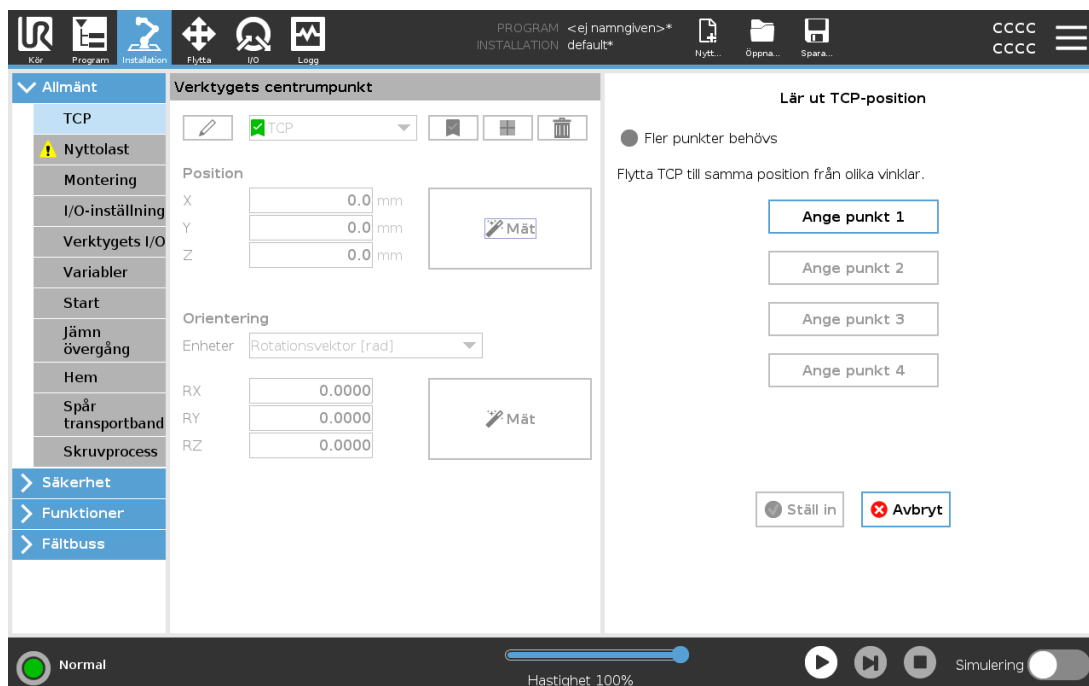 PROGRAM <ej namngiven>*
INSTALLATION default*
CCCC
CCCC
Kör
Program
Installation
Flytta
I/O
Logg
Nytt...
Öppna...
Spara...
Allmänt
TCP
Nyttolast
Montering
I/O-inställning
Verktygets I/O
Variabler
Start
Jämn
övergång
Hem
Spår
transportband
Skruvprocess
Säkerhet
Funktioner
Fältbuss
Verktygets centrumpunkt
TCP
Position
X 0.0 mm
Y 0.0 mm
Z 0.0 mm
Mät
Orientering
Enheter Rotationsvektor [rad]
RX 0.0000
RY 0.0000
RZ 0.0000
Mät
Lär ut TCP-position
Fler punkter behövs
Flytta TCP till samma position från olika vinklar.
Ange punkt 1
Ange punkt 2
Ange punkt 3
Ange punkt 4
Ställ in
Avbryt
Normal
Hastighet 100%
Simulering